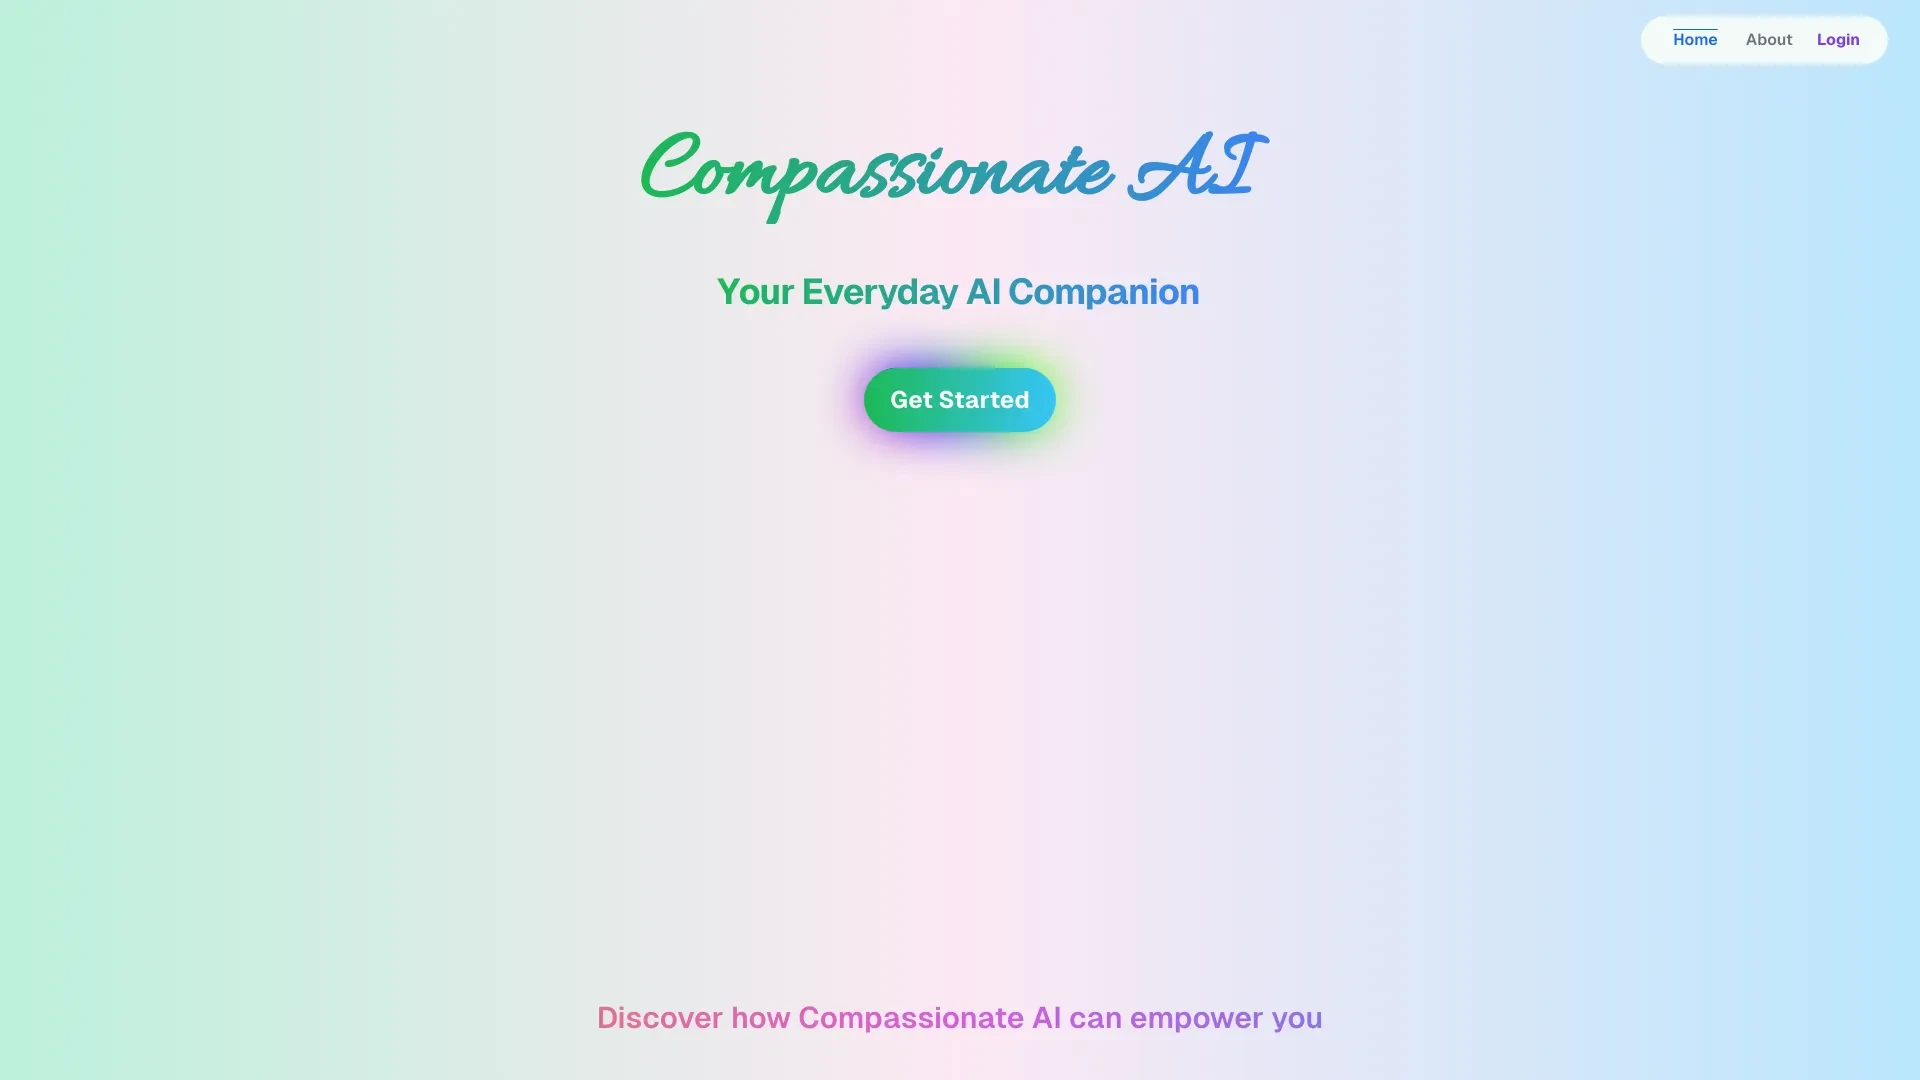 Home About Login
Compassionate AI
Your Everyday AI Companion
Get Started
Discover how Compassionate AI can empower you